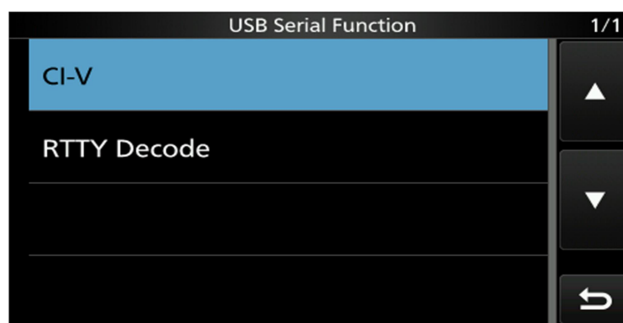 USB Serial Function 1/1
CI-V
RTTY Decode